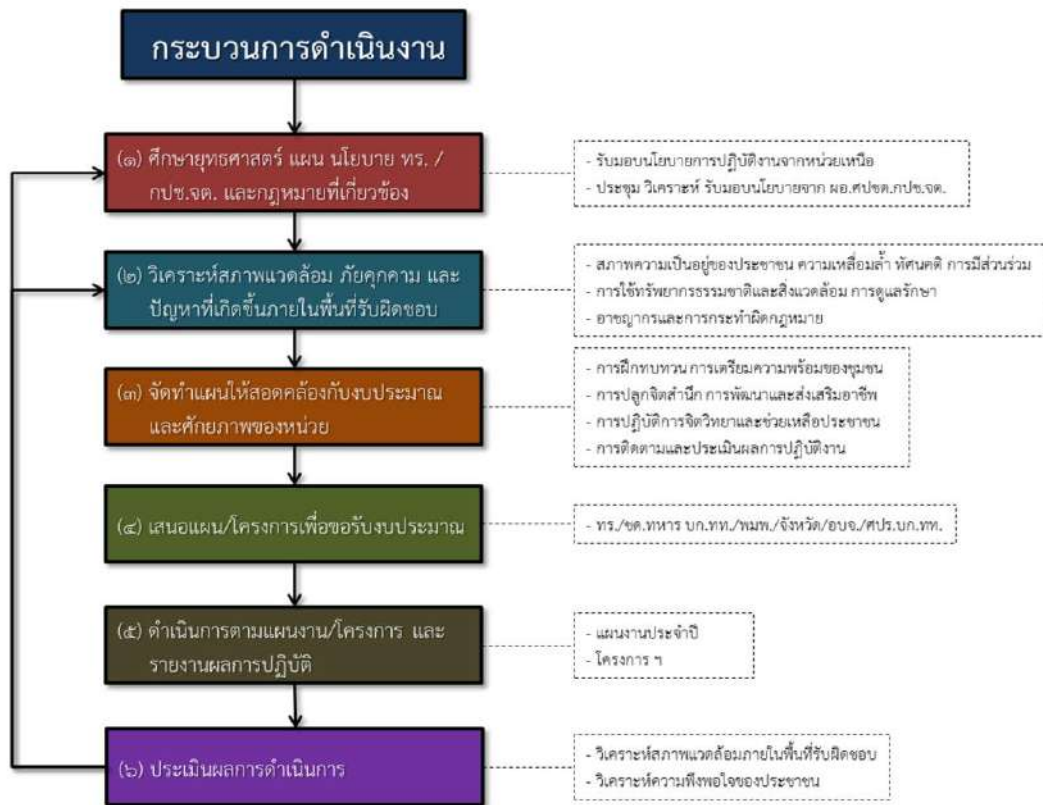 กระบวนการดำเนินงาน
(๑) ศึกษายุทธศาสตร์ แผน นโยบาย ทร. /
กปช.จต. และกฎหมายที่เกี่ยวข้อง
- รับมอบนโยบายการปฏิบัติงานจากหน่วยเหนือ
- ประชุม วิเคราะห์ รับมอบนโยบายจาก ผอ.ศปชด.กปช.จต.
(๒) วิเคราะห์สภาพแวดล้อม ภัยคุกคาม และ
ปัญหาที่เกิดขึ้นภายในพื้นที่รับผิดชอบ
- สภาพความเป็นอยู่ของประชาชน ความเหลื่อมล้ำ ทัศนคติ การมีส่วนร่วม
- การใช้ทรัพยากรธรรมชาติและสิ่งแวดล้อม การดูแลรักษา
- อาชญากรและการกระทำผิดกฎหมาย
(๓) จัดทำแผนให้สอดคล้องกับงบประมาณ
และศักยภาพของหน่วย
- การฝึกทบทวน การเตรียมความพร้อมของชุมชน
- การปลูกจิตสำนึก การพัฒนาและส่งเสริมอาชีพ
- การปฏิบัติการจิตวิทยาและช่วยเหลือประชาชน
- การติดตามและประเมินผลการปฏิบัติงาน
(๔) เสนอแผน/โครงการเพื่อขอรับงบประมาณ
- ทร./ชด.ทหาร บก.ทท./พมพ./จังหวัด/อบจ./ศปร.บก.ทท.
(๕) ดำเนินการตามแผนงาน/โครงการ และ
รายงานผลการปฏิบัติ
- แผนงานประจำปี
- โครงการ ฯ
(๖) ประเมินผลการดำเนินการ
- วิเคราะห์สภาพแวดล้อมภายในพื้นที่รับผิดชอบ
- วิเคราะห์ความพึงพอใจของประชาชน